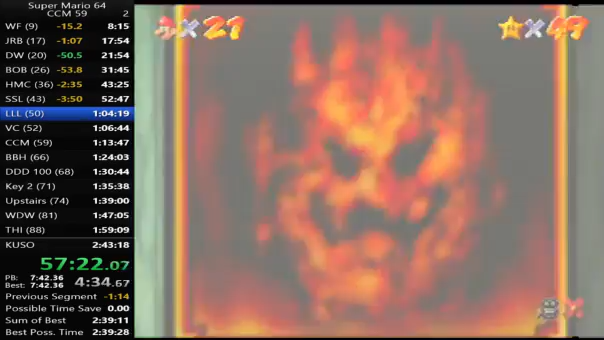 Super Mario 64
CCM 59 2
WF (9) -15.2 8:15
JRB (17) -1:07 17:54
DW (20) -50.5 21:54
BOB (26) -53.8 31:45
HMC (36) -2:35 43:25
SSL (43) -3:50 52:47
LLL (50) 1:04:19
VC (52) 1:06:44
CCM (59) 1:13:47
BBH (66) 1:24:03
DDD 100 (68) 1:30:44
Key 2 (71) 1:35:38
Upstairs (74) 1:39:00
WDW (81) 1:47:05
THI (88) 1:59:09
KUSO 2:43:18
57:22.07
PB: 7:42.36
Best: 7:42.36
4:34.67
Previous Segment -1:14
Possible Time Save 0.00
Sum of Best 2:39:11
Best Poss. Time 2:39:28
×27
×49